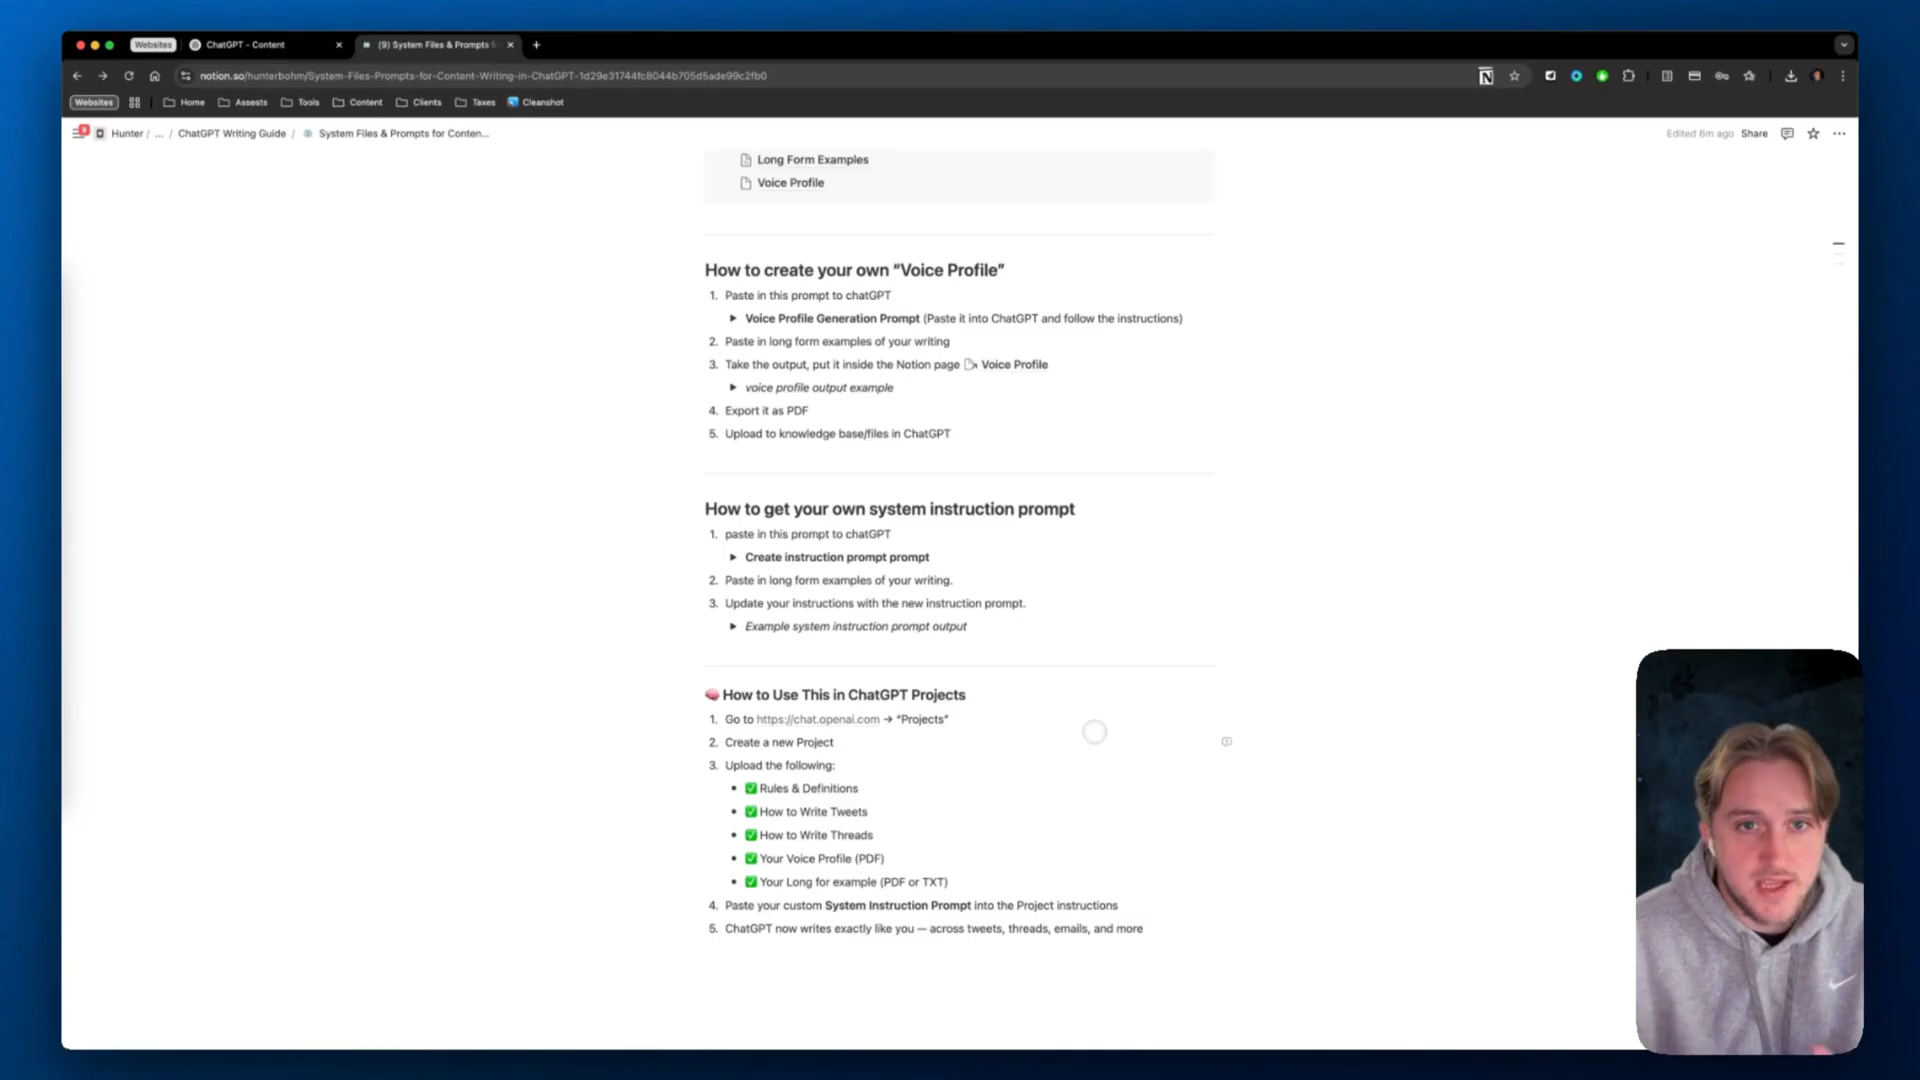 Websites
ChatGPT - Content
(9) System Files & Prompts f
notion.so/hunterbohm/System-Files-Prompts-for-Content-Writing-in-ChatGPT-1d29e31744fc8044b705d5ade99c2fb0
Websites
Home
Assests
Tools
Content
Clients
Taxes
Cleanshot
Hunter / ... / ChatGPT Writing Guide / System Files & Prompts for Conten...
Edited 6m ago
Share
Long Form Examples
Voice Profile
How to create your own “Voice Profile”
1. Paste in this prompt to chatGPT
Voice Profile Generation Prompt (Paste it into ChatGPT and follow the instructions)
2. Paste in long form examples of your writing
3. Take the output, put it inside the Notion page Voice Profile
voice profile output example
4. Export it as PDF
5. Upload to knowledge base/files in ChatGPT
How to get your own system instruction prompt
1. paste in this prompt to chatGPT
Create instruction prompt prompt
2. Paste in long form examples of your writing.
3. Update your instructions with the new instruction prompt.
Example system instruction prompt output
🧠 How to Use This in ChatGPT Projects
1. Go to https://chat.openai.com → “Projects”
2. Create a new Project
3. Upload the following:
• ✅ Rules & Definitions
• ✅ How to Write Tweets
• ✅ How to Write Threads
• ✅ Your Voice Profile (PDF)
• ✅ Your Long for example (PDF or TXT)
4. Paste your custom System Instruction Prompt into the Project instructions
5. ChatGPT now writes exactly like you — across tweets, threads, emails, and more